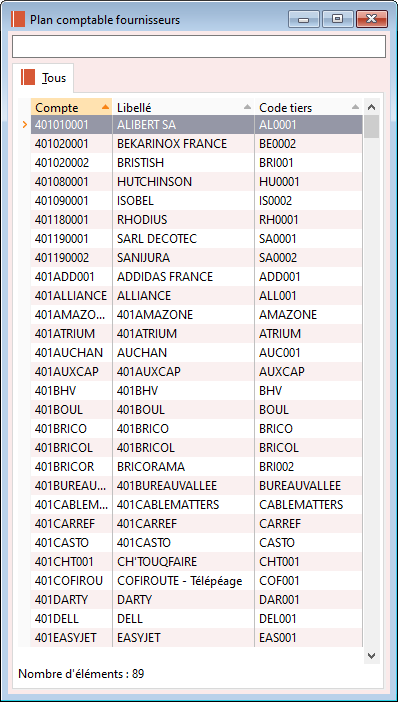 Plan comptable fournisseurs
Tous
Compte Libellé Code tiers
401010001 ALIBERT SA AL0001
401020001 BEKARINOX FRANCE BE0002
401020002 BRISTISH BRI001
401080001 HUTCHINSON HU0001
401090001 ISOBEL IS0002
401180001 RHODIUS RH0001
401190001 SARL DECOTEC SA0001
401190002 SANIJURA SA0002
401ADD001 ADDIDAS FRANCE ADD001
401ALLIANCE ALLIANCE ALL001
401AMAZO... 401AMAZONE AMAZONE
401ATRIUM 401ATRIUM ATRIUM
401AUCHAN AUCHAN AUC001
401AUXCAP 401AUXCAP AUXCAP
401BHV 401BHV BHV
401BOUL 401BOUL BOUL
401BRICO 401BRICO BRICO
401BRICOL 401BRICOL BRICOL
401BRICOR BRICORAMA BRI002
401BUREAU... 401BUREAUVALLEE BUREAUVALLEE
401CABLEM... 401CABLEMATTERS CABLEMATTERS
401CARREF 401CARREF CARREF
401CASTO 401CASTO CASTO
401CHT001 CH'TOUQFAIRE CHT001
401COFIROU COFIROUTE - Télépéage COF001
401DARTY DARTY DAR001
401DELL DELL DEL001
401EASYJET EASYJET EAS001
Nombre d'éléments : 89